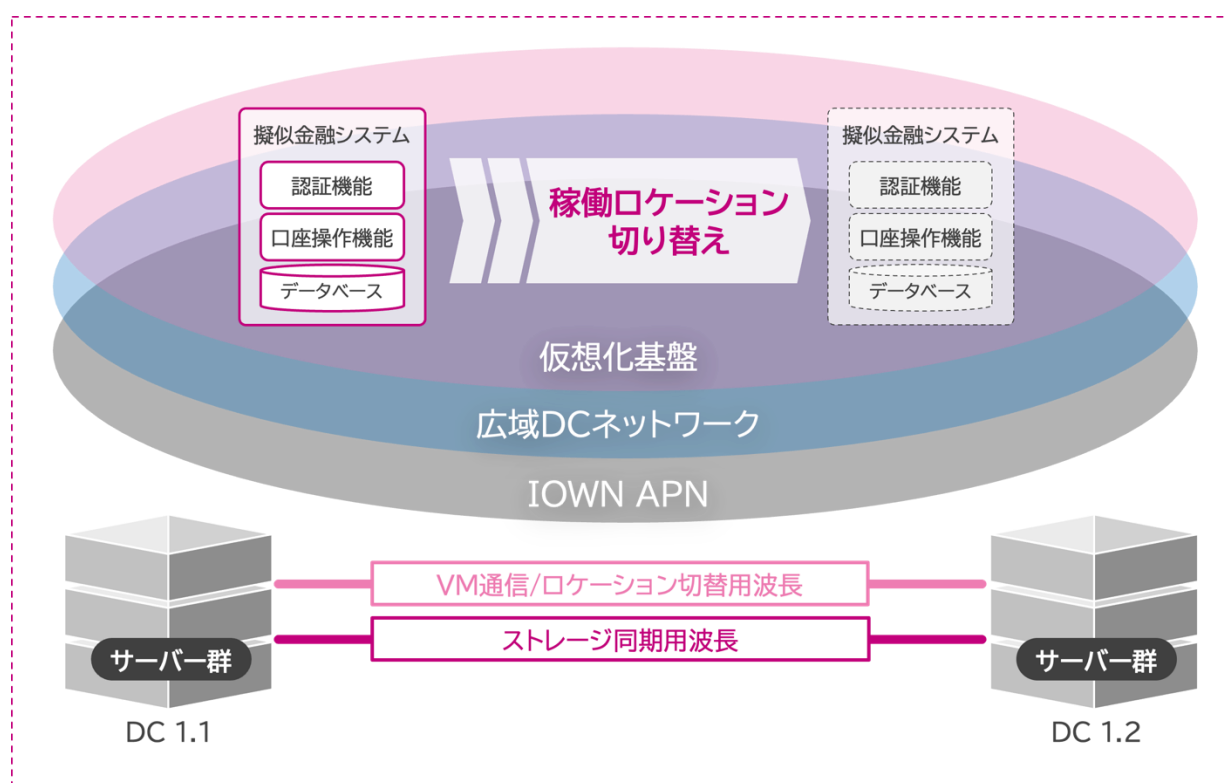 擬似金融システム
認証機能
口座操作機能
データベース
稼働ロケーション
切り替え
擬似金融システム
認証機能
口座操作機能
データベース
仮想化基盤
広域DCネットワーク
IOWN APN
VM通信/ロケーション切替用波長
ストレージ同期用波長
サーバー群
DC 1.1
サーバー群
DC 1.2